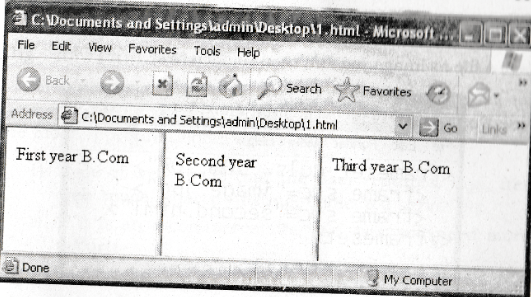 C:\Documents and Settings\admin\Desktop\1.html - Microsoft ...
File Edit View Favorites Tools Help
Back Search Favorites »
Address C:\Documents and Settings\admin\Desktop\1.html Go Links »
First year B.Com
Second year
B.Com
Third year B.Com
Done My Computer